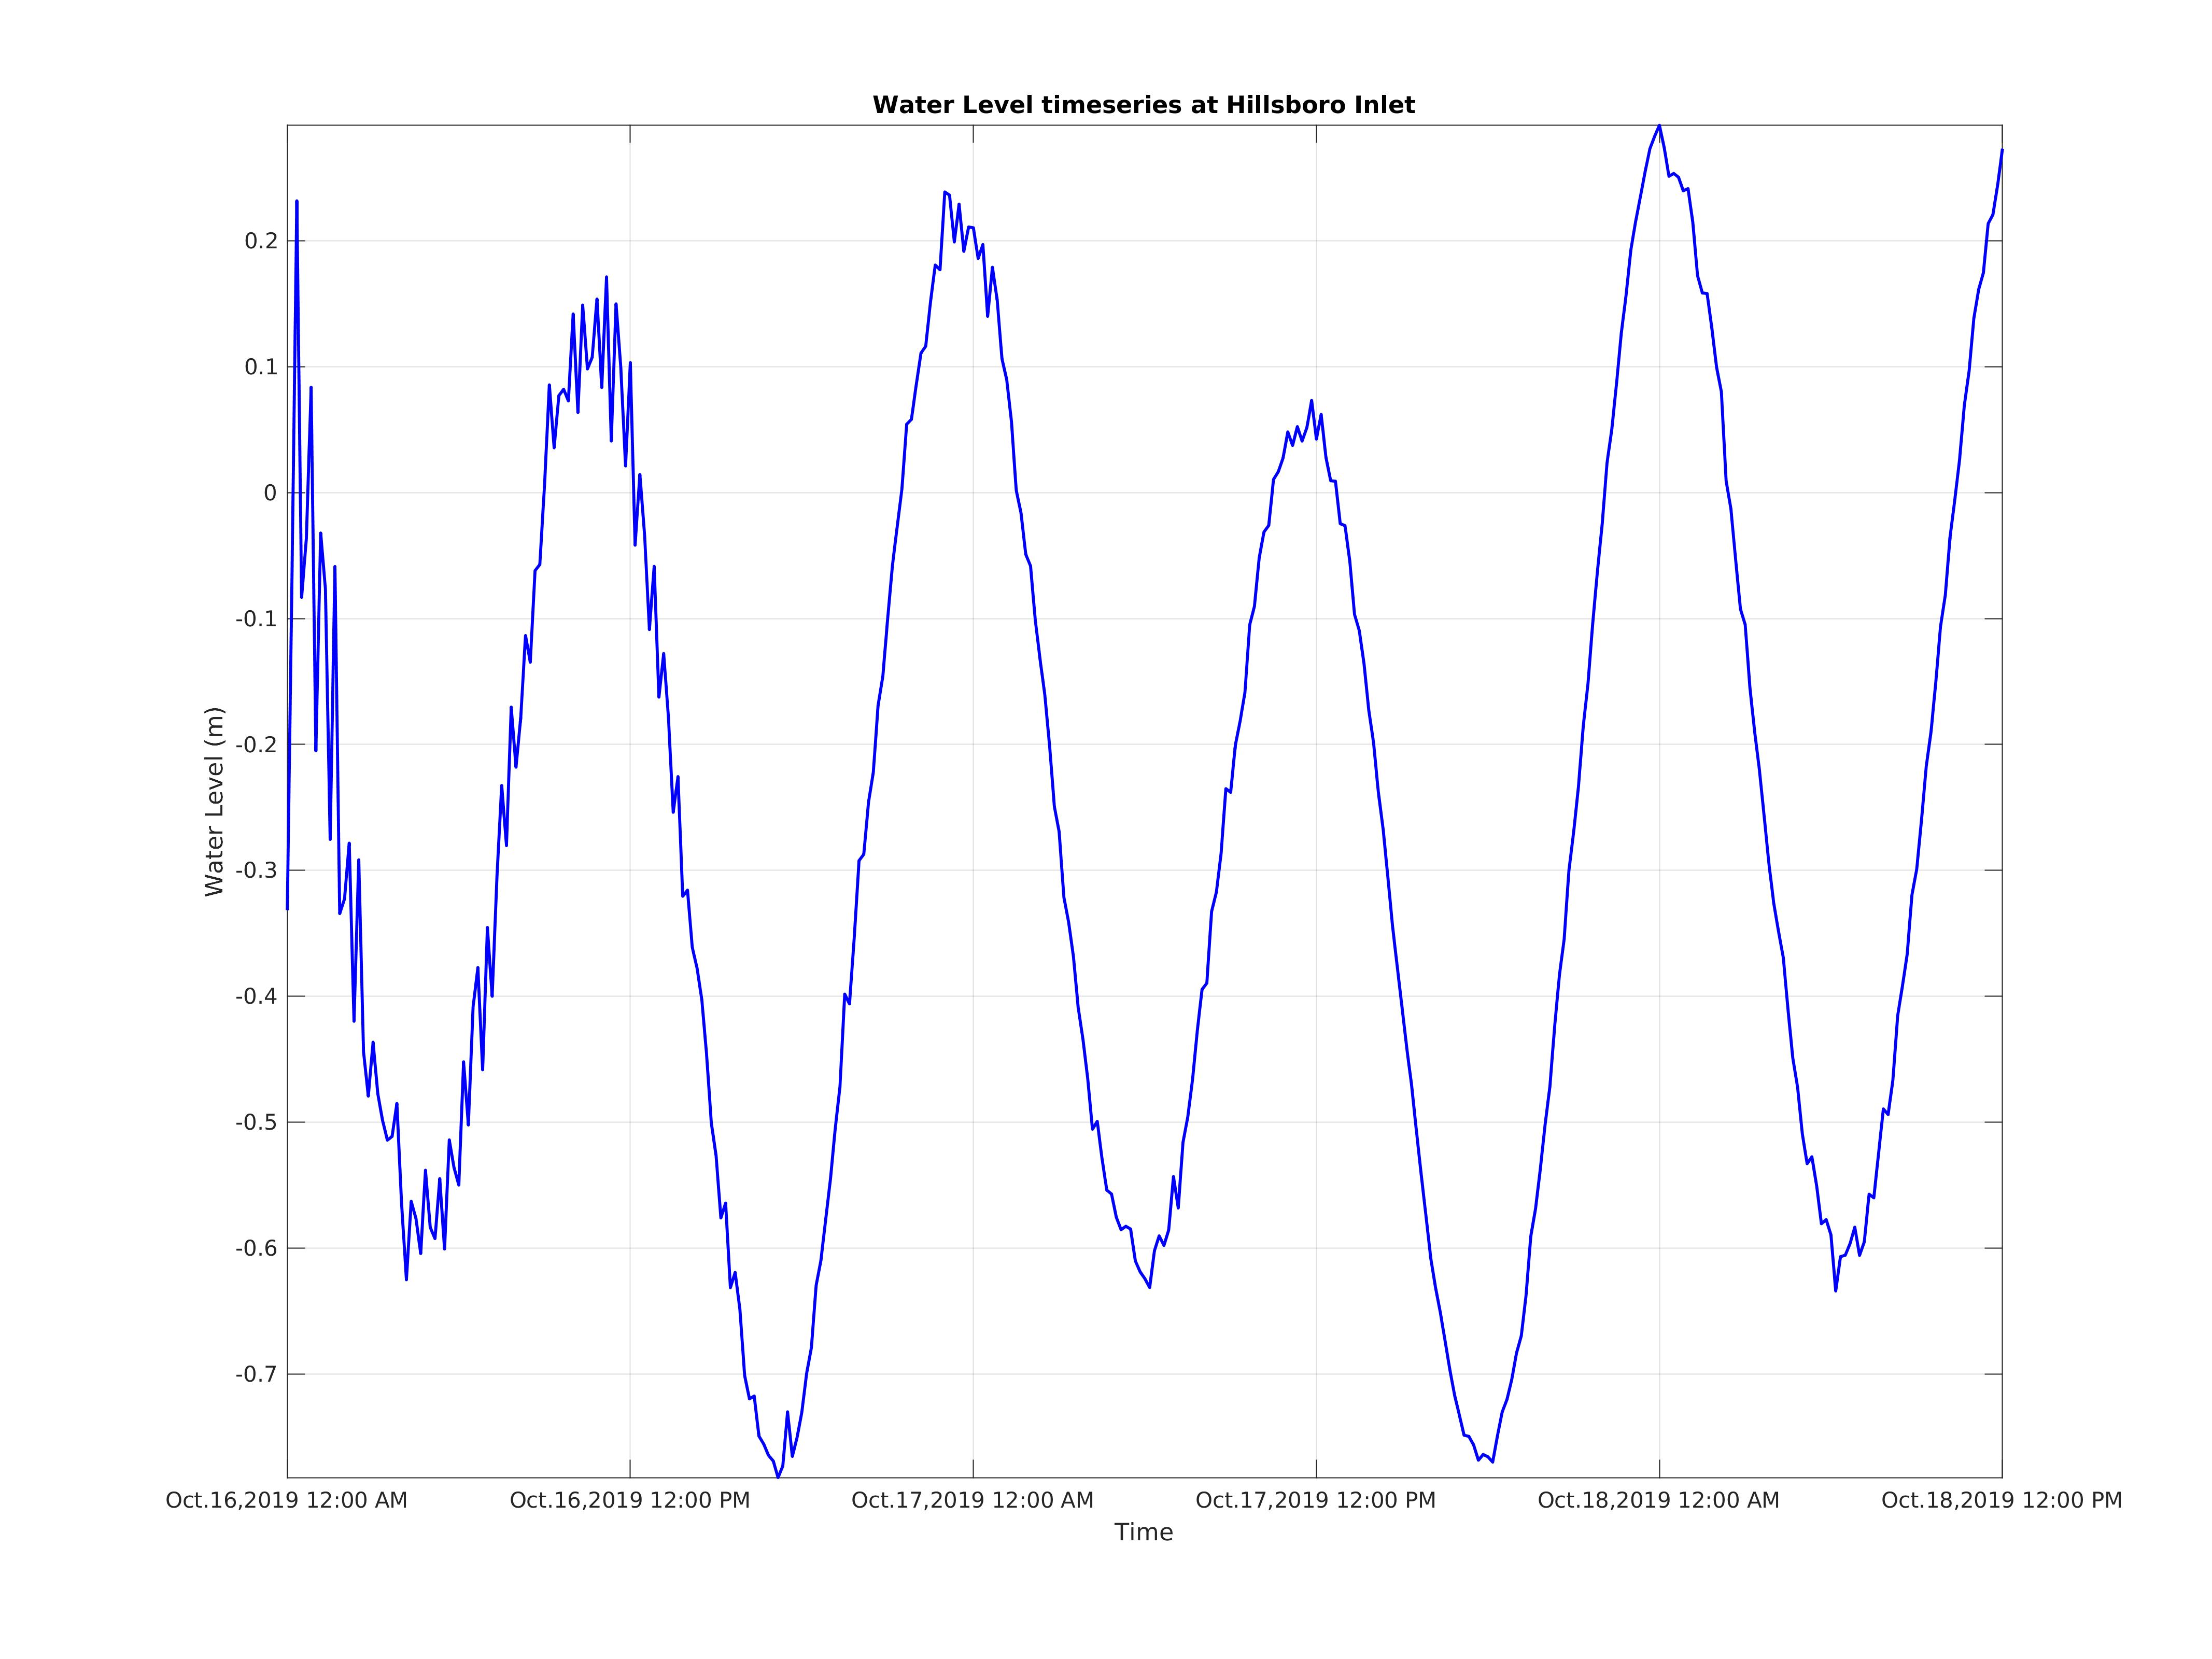 Water Level timeseries at Hillsboro Inlet
0.2
0.1
0
-0.1
-0.2
-0.3
-0.4
-0.5
-0.6
-0.7
Water Level (m)
Oct.16,2019 12:00 AM
Oct.16,2019 12:00 PM
Oct.17,2019 12:00 AM
Oct.17,2019 12:00 PM
Oct.18,2019 12:00 AM
Oct.18,2019 12:00 PM
Time